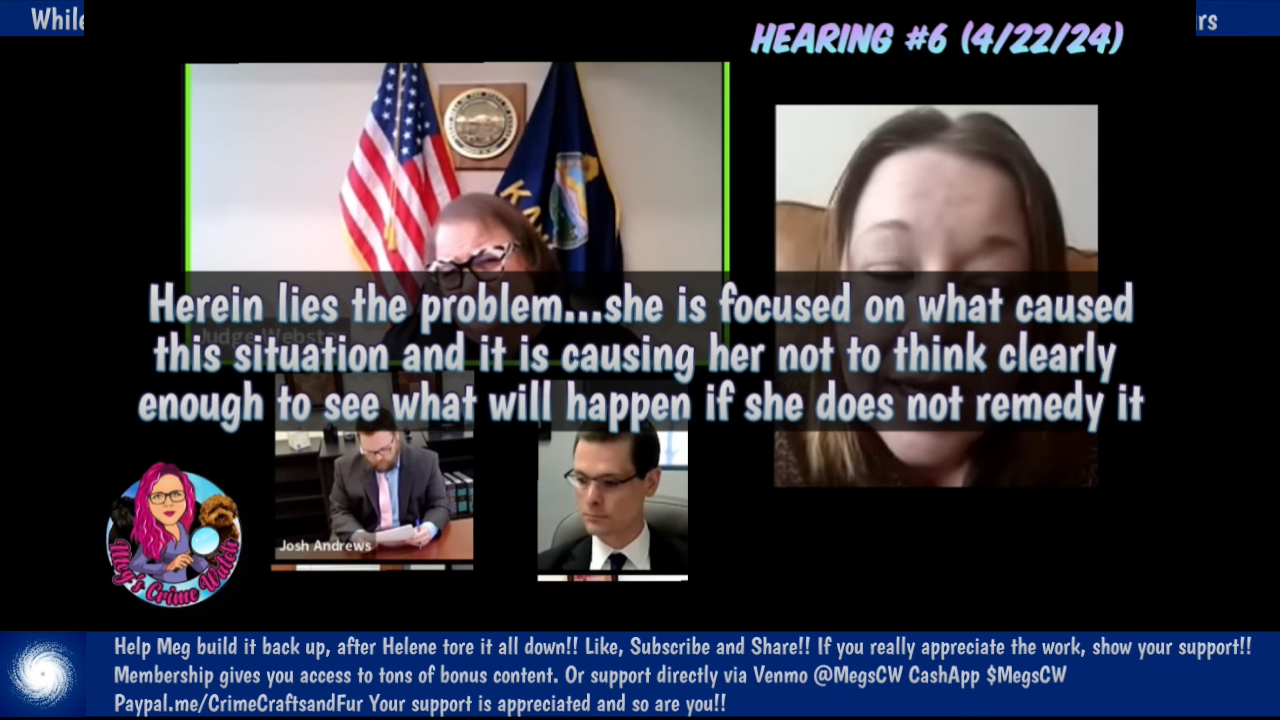 While
rs
HEARING #6 (4/22/24)
KAN
Judge Webster
Herein lies the problem...she is focused on what caused
this situation and it is causing her not to think clearly
enough to see what will happen if she does not remedy it
Josh Andrews
Meg's Crime Watch
Help Meg build it back up, after Helene tore it all down!! Like, Subscribe and Share!! If you really appreciate the work, show your support!!
Membership gives you access to tons of bonus content. Or support directly via Venmo @MegsCW CashApp $MegsCW
Paypal.me/CrimeCraftsandFur Your support is appreciated and so are you!!